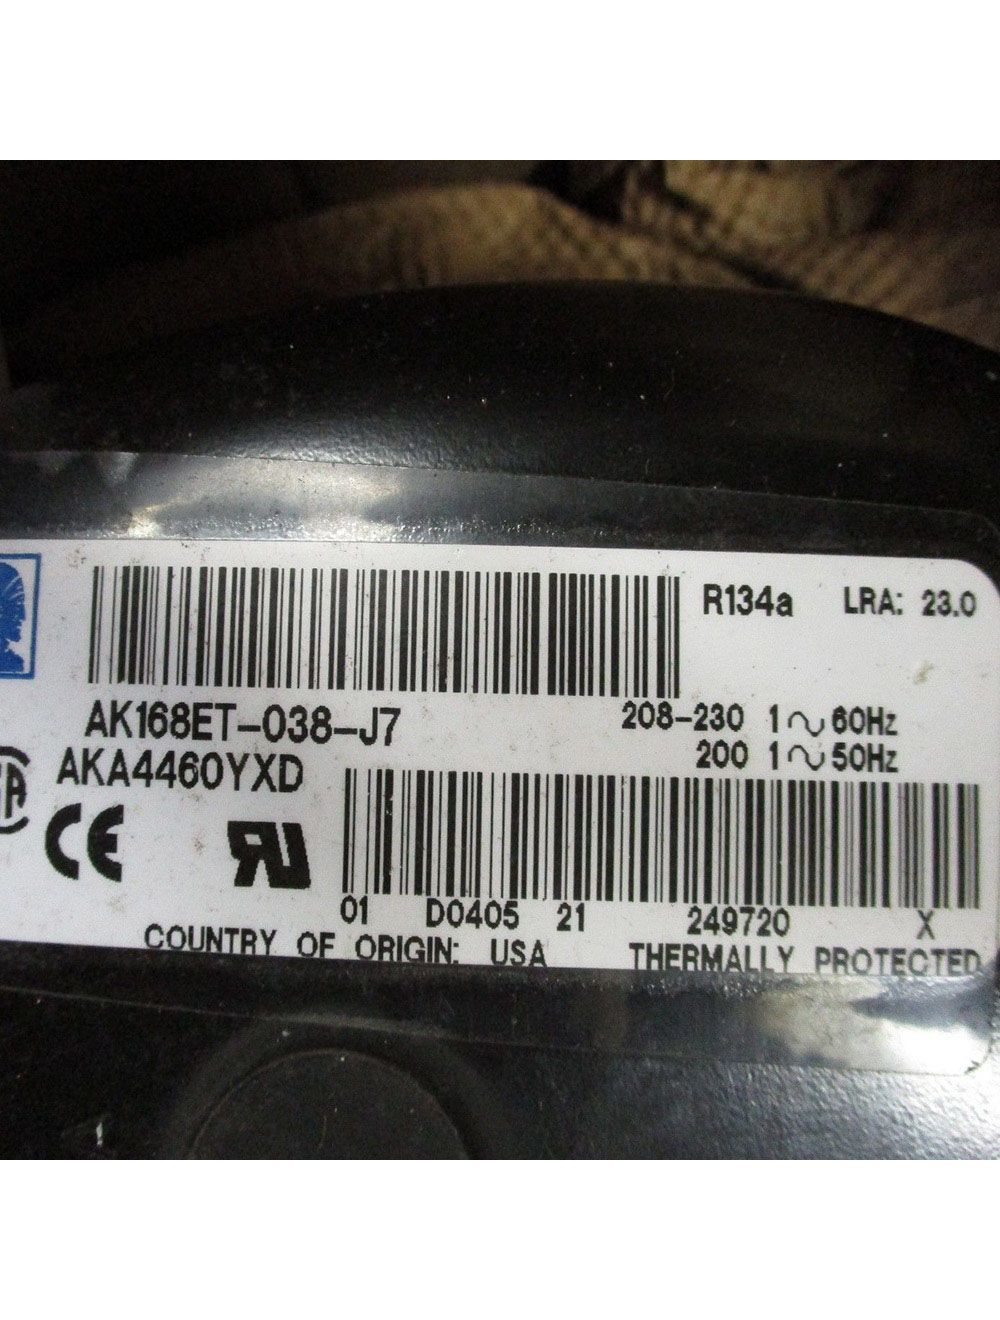 R134a LRA: 23.0
AK168ET-038-J7 208-230 1~60Hz
AKA4460YXD 200 1~50Hz
CE
01 D0405 21 249720 X
COUNTRY OF ORIGIN: USA THERMALLY PROTECTED